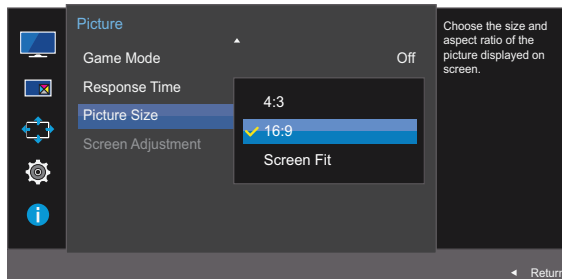 Picture
Game Mode Off
Response Time
Picture Size
Screen Adjustment
4:3
16:9
Screen Fit
Choose the size and
aspect ratio of the
picture displayed on
screen.
Return